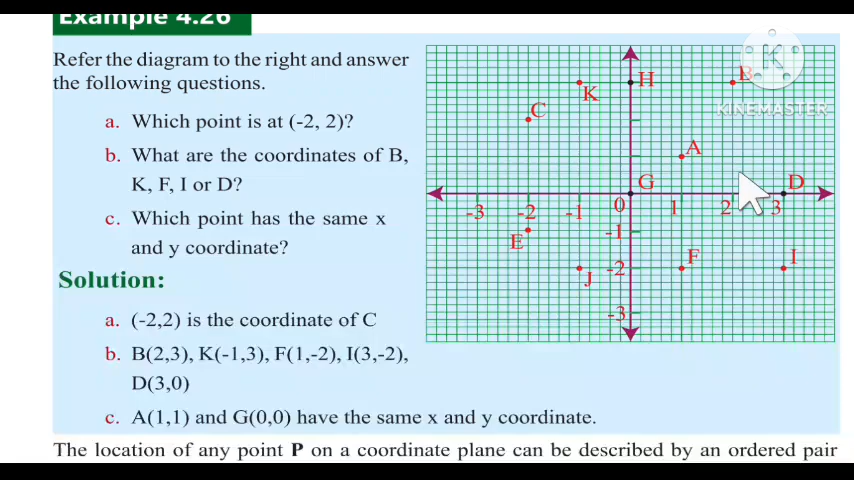 Example 4.26
Refer the diagram to the right and answer
the following questions.
a. Which point is at (-2, 2)?
b. What are the coordinates of B,
K, F, I or D?
c. Which point has the same x
and y coordinate?
Solution:
a. (-2,2) is the coordinate of C
b. B(2,3), K(-1,3), F(1,-2), I(3,-2),
D(3,0)
c. A(1,1) and G(0,0) have the same x and y coordinate.
The location of any point P on a coordinate plane can be described by an ordered pair
H B
K
KINEMASTER
C
A
G D
-3 -2 -1 0 1 2 3
E -1
F I
J -2
-3
K